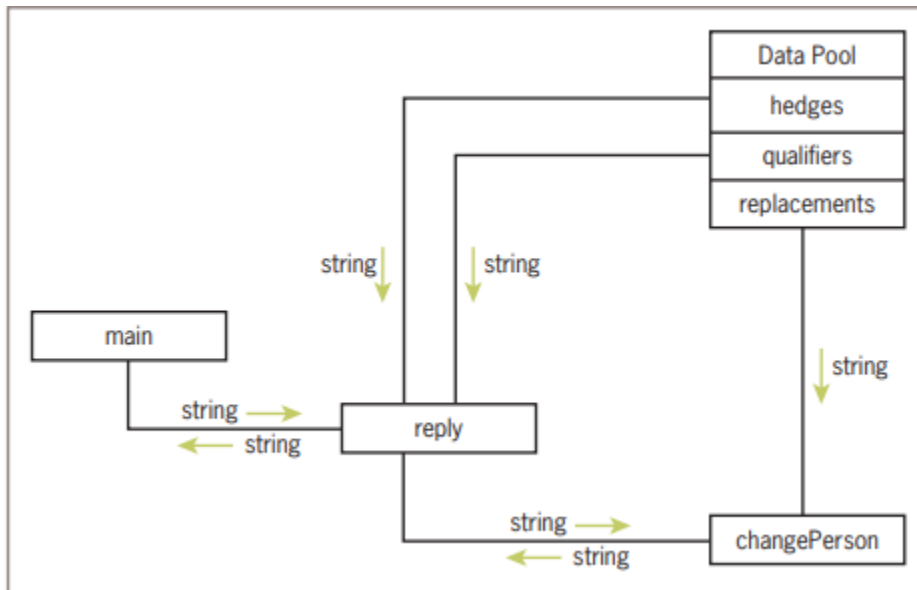 Data Pool
hedges
qualifiers
replacements
string
string
main
string
string
string
reply
string
string
changePerson